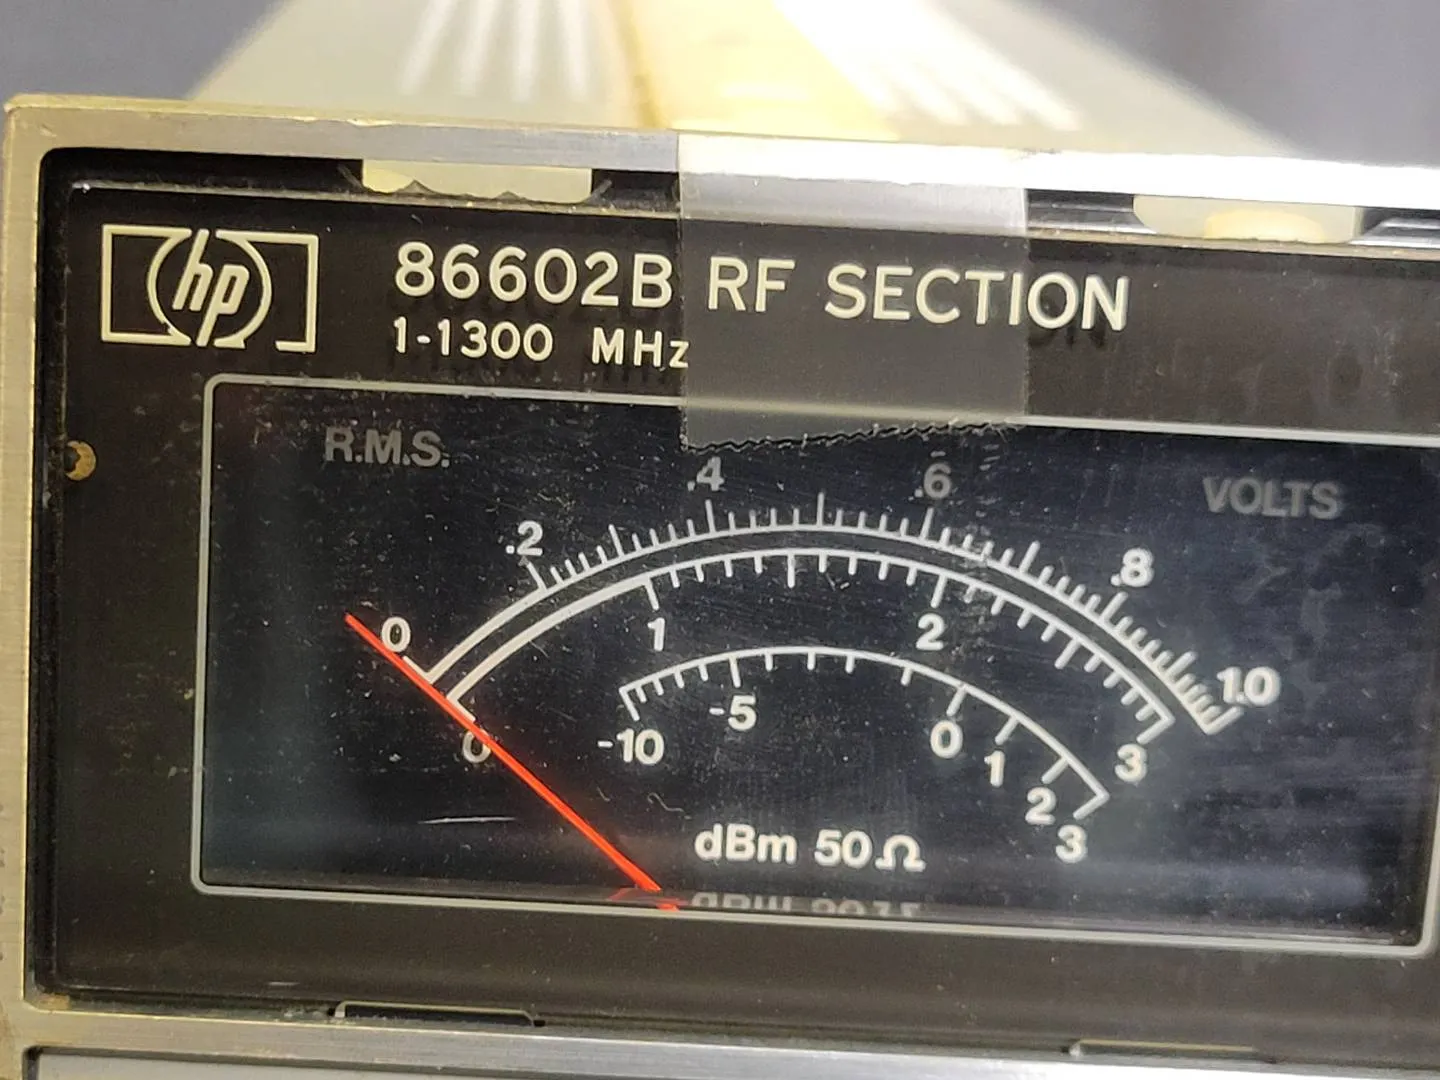 hp 86602B RF SECTION
1-1300 MHz
R.M.S. VOLTS
0 .2 .4 .6 .8 1.0
0 1 2 3
-10 -5 0 1 2 3
dBm 50Ω